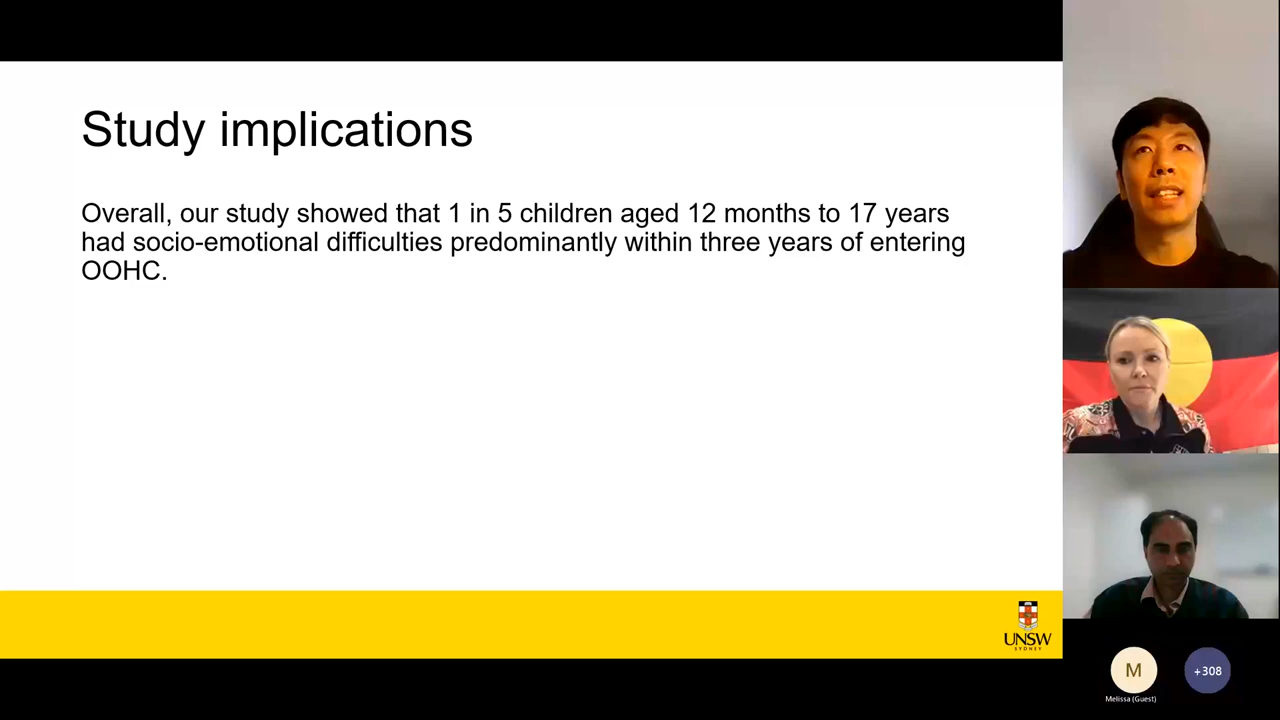 Study implications
Overall, our study showed that 1 in 5 children aged 12 months to 17 years
had socio-emotional difficulties predominantly within three years of entering
OOHC.
UNSW
SYDNEY
M
+308
Melissa (Guest)